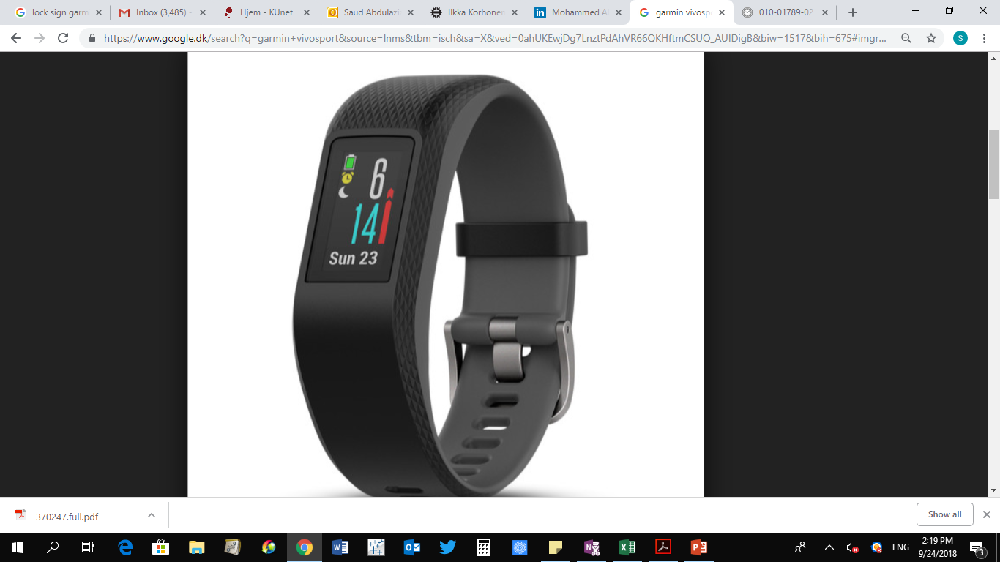 lock sign garm
Inbox (3,485) -
Hjem - KUnet
Saud Abdulazi
Ilkka Korhonen
Mohammed A
garmin vivosp
010-01789-02
https://www.google.dk/search?q=garmin+vivosport&source=lnms&tbm=isch&sa=X&ved=0ahUKEwjDg7LnztPdAhVR66QKHftmCSUQ_AUIDigB&biw=1517&bih=675#imgr...
S
6
14
Sun 23
370247.full.pdf
Show all
ENG
2:19 PM
9/24/2018
3